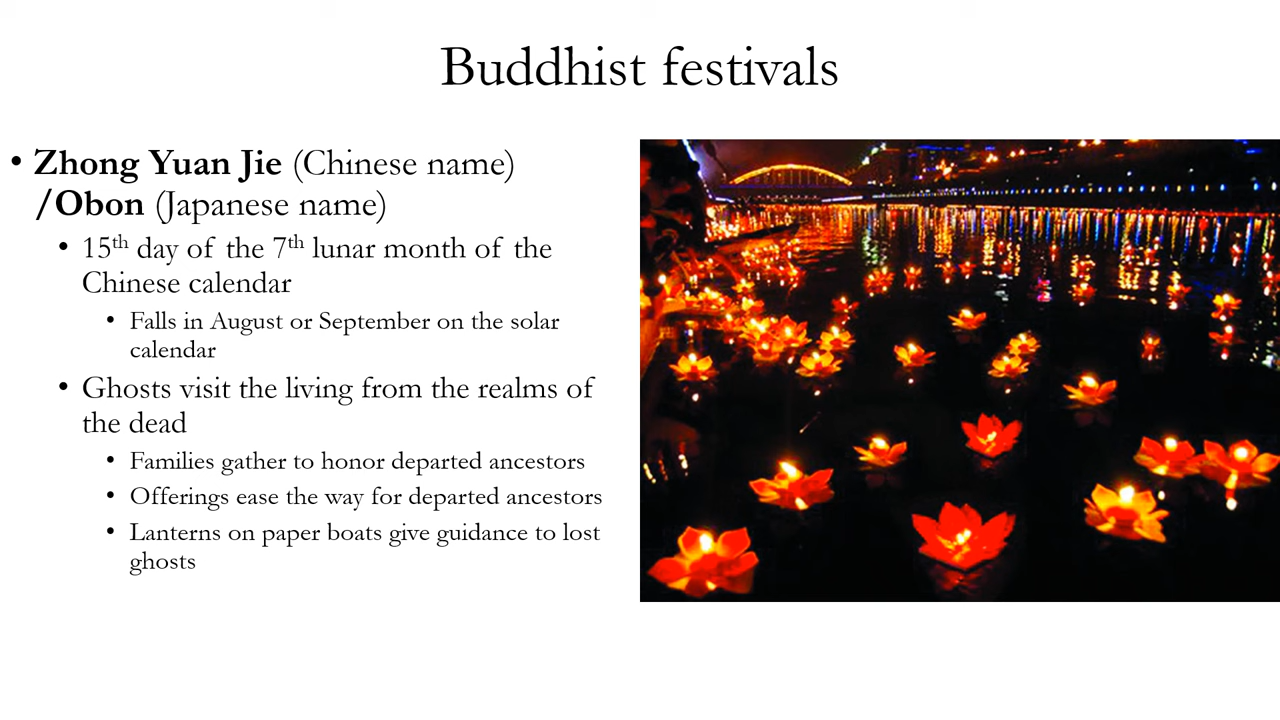 Buddhist festivals
• Zhong Yuan Jie (Chinese name)
/Obon (Japanese name)
• 15th day of the 7th lunar month of the
Chinese calendar
• Falls in August or September on the solar
calendar
• Ghosts visit the living from the realms of
the dead
• Families gather to honor departed ancestors
• Offerings ease the way for departed ancestors
• Lanterns on paper boats give guidance to lost
ghosts